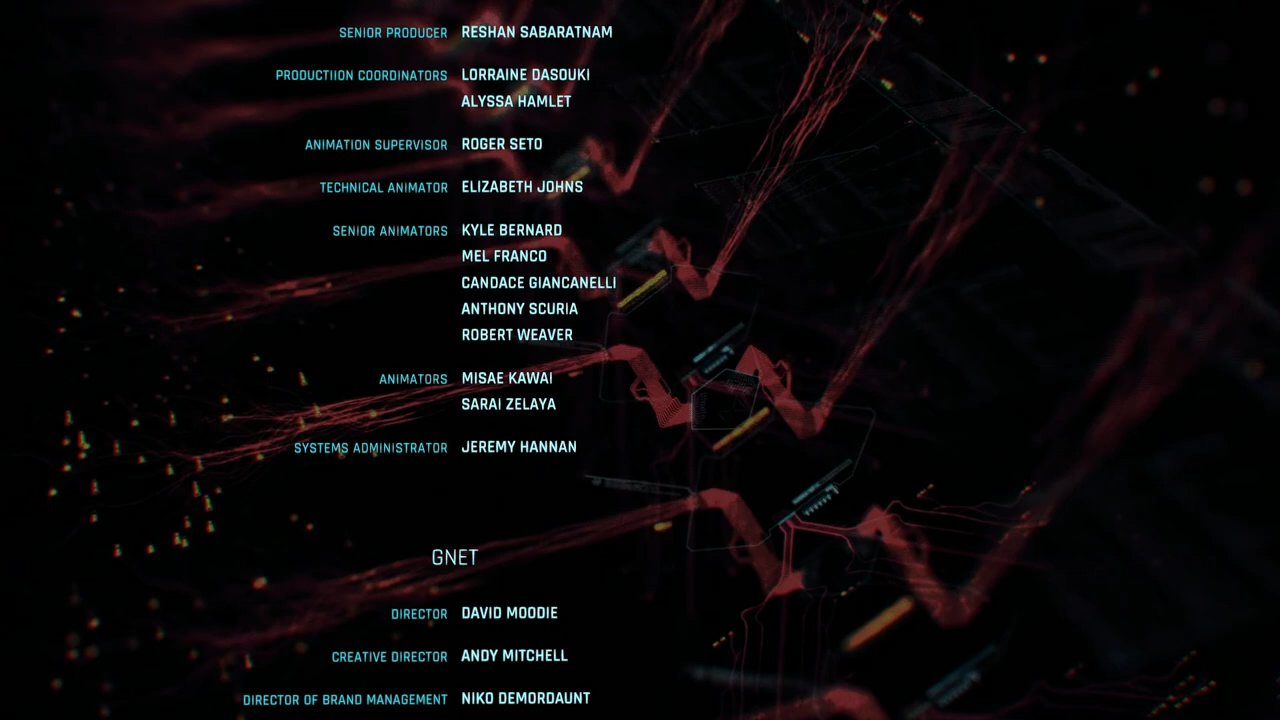 SENIOR PRODUCER RESHAN SABARATNAM
PRODUCTIION COORDINATORS LORRAINE DASOUKI
ALYSSA HAMLET
ANIMATION SUPERVISOR ROGER SETO
TECHNICAL ANIMATOR ELIZABETH JOHNS
SENIOR ANIMATORS KYLE BERNARD
MEL FRANCO
CANDACE GIANCANELLI
ANTHONY SCURIA
ROBERT WEAVER
ANIMATORS MISAE KAWAI
SARAI ZELAYA
SYSTEMS ADMINISTRATOR JEREMY HANNAN
GNET
DIRECTOR DAVID MOODIE
CREATIVE DIRECTOR ANDY MITCHELL
DIRECTOR OF BRAND MANAGEMENT NIKO DEMORDAUNT